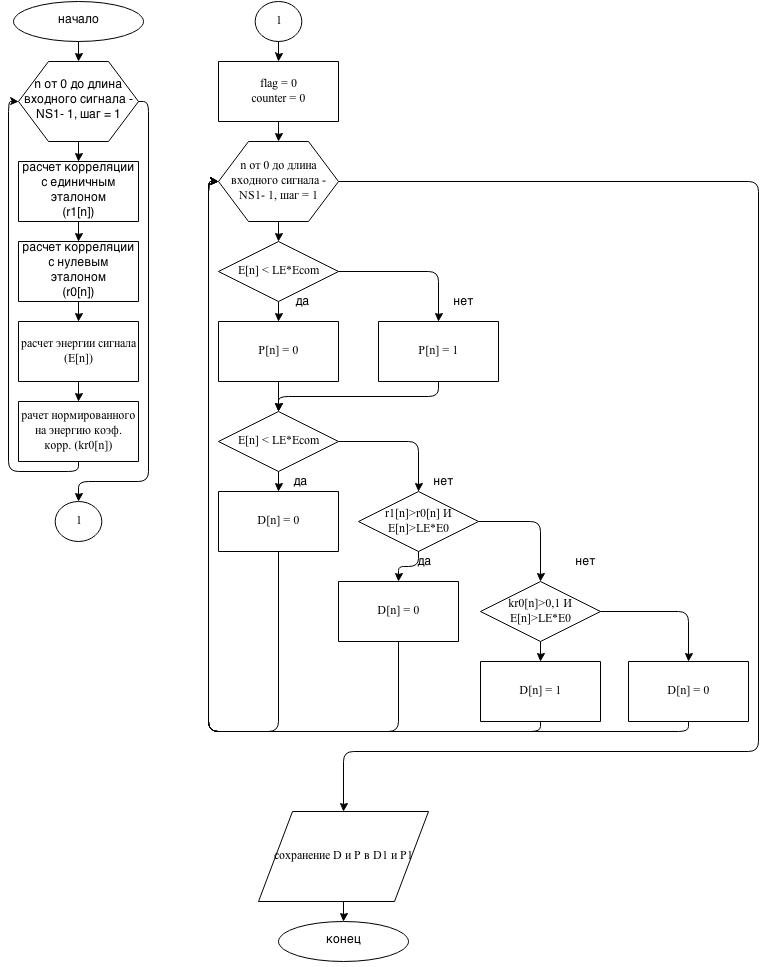 начало
n от 0 до длина
входного сигнала -
NS1- 1, шаг = 1
расчет корреляции
с единичным
эталоном
(r1[n])
расчет корреляции
с нулевым
эталоном
(r0[n])
расчет энергии сигнала
(E[n])
рачет нормированного
на энергию коэф.
корр. (kr0[n])
1
1
flag = 0
counter = 0
n от 0 до длина
входного сигнала -
NS1- 1, шаг = 1
E[n] < LE*Ecom
да
нет
P[n] = 0
P[n] = 1
E[n] < LE*Ecom
да
нет
D[n] = 0
r1[n]>r0[n] И
E[n]>LE*E0
да
нет
D[n] = 0
kr0[n]>0,1 И
E[n]>LE*E0
D[n] = 1
D[n] = 0
сохранение D и P в D1 и P1
конец